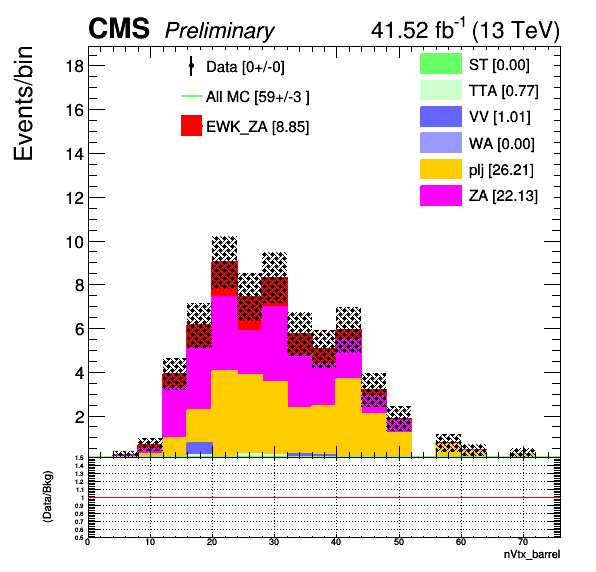 CMS Preliminary 41.52 fb-1 (13 TeV)
Events/bin
18
16
14
12
10
8
6
4
2
Data [0+/-0]
All MC [59+/-3 ]
EWK_ZA [8.85]
ST [0.00]
TTA [0.77]
VV [1.01]
WA [0.00]
plj [26.21]
ZA [22.13]
(Data/Bkg)
1.5
1.4
1.3
1.2
1.1
1
0.9
0.8
0.7
0.6
0.5
0 10 20 30 40 50 60 70
nVtx_barrel